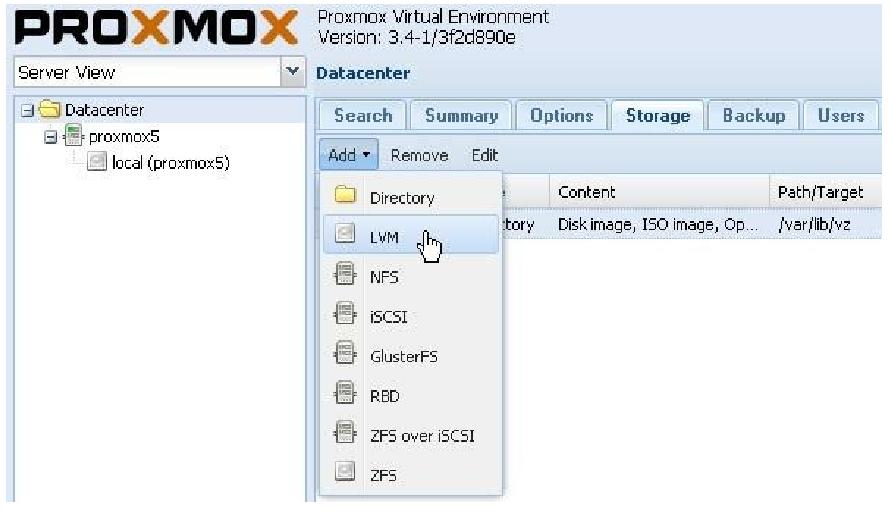 PROXMOX
Proxmox Virtual Environment
Version: 3.4-1/3f2d890e
Server View
Datacenter
Datacenter
proxmox5
local (proxmox5)
Search Summary Options Storage Backup Users
Add Remove Edit
Content Path/Target
tory Disk image, ISO image, Op... /var/lib/vz
Directory
LVM
NFS
iSCSI
GlusterFS
RBD
ZFS over iSCSI
ZFS